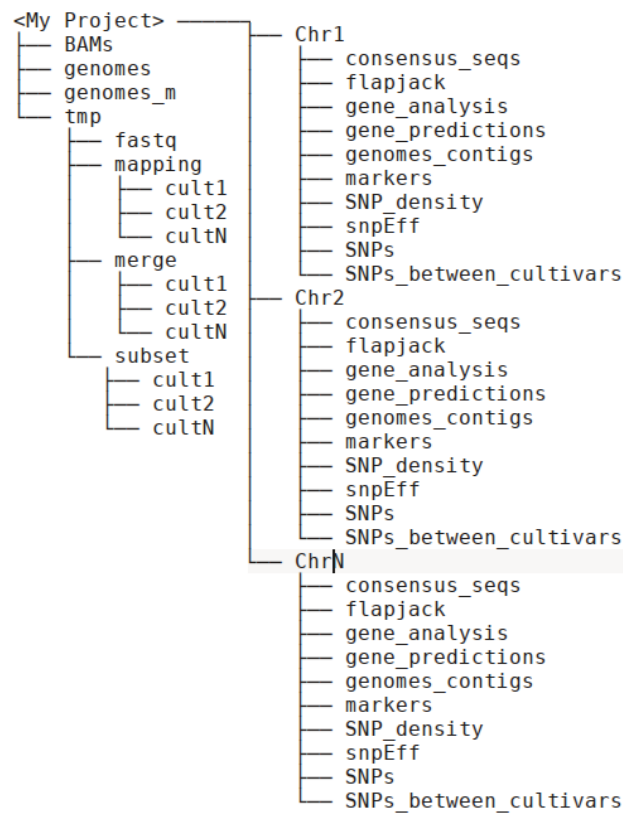 <My Project>
BAMs
genomes
genomes_m
tmp
fastq
mapping
cult1
cult2
cultN
merge
cult1
cult2
cultN
subset
cult1
cult2
cultN
Chr1
consensus_seqs
flapjack
gene_analysis
gene_predictions
genomes_contigs
markers
SNP_density
snpEff
SNPs
SNPs_between_cultivars
Chr2
consensus_seqs
flapjack
gene_analysis
gene_predictions
genomes_contigs
markers
SNP_density
snpEff
SNPs
SNPs_between_cultivars
ChrN
consensus_seqs
flapjack
gene_analysis
gene_predictions
genomes_contigs
markers
SNP_density
snpEff
SNPs
SNPs_between_cultivars